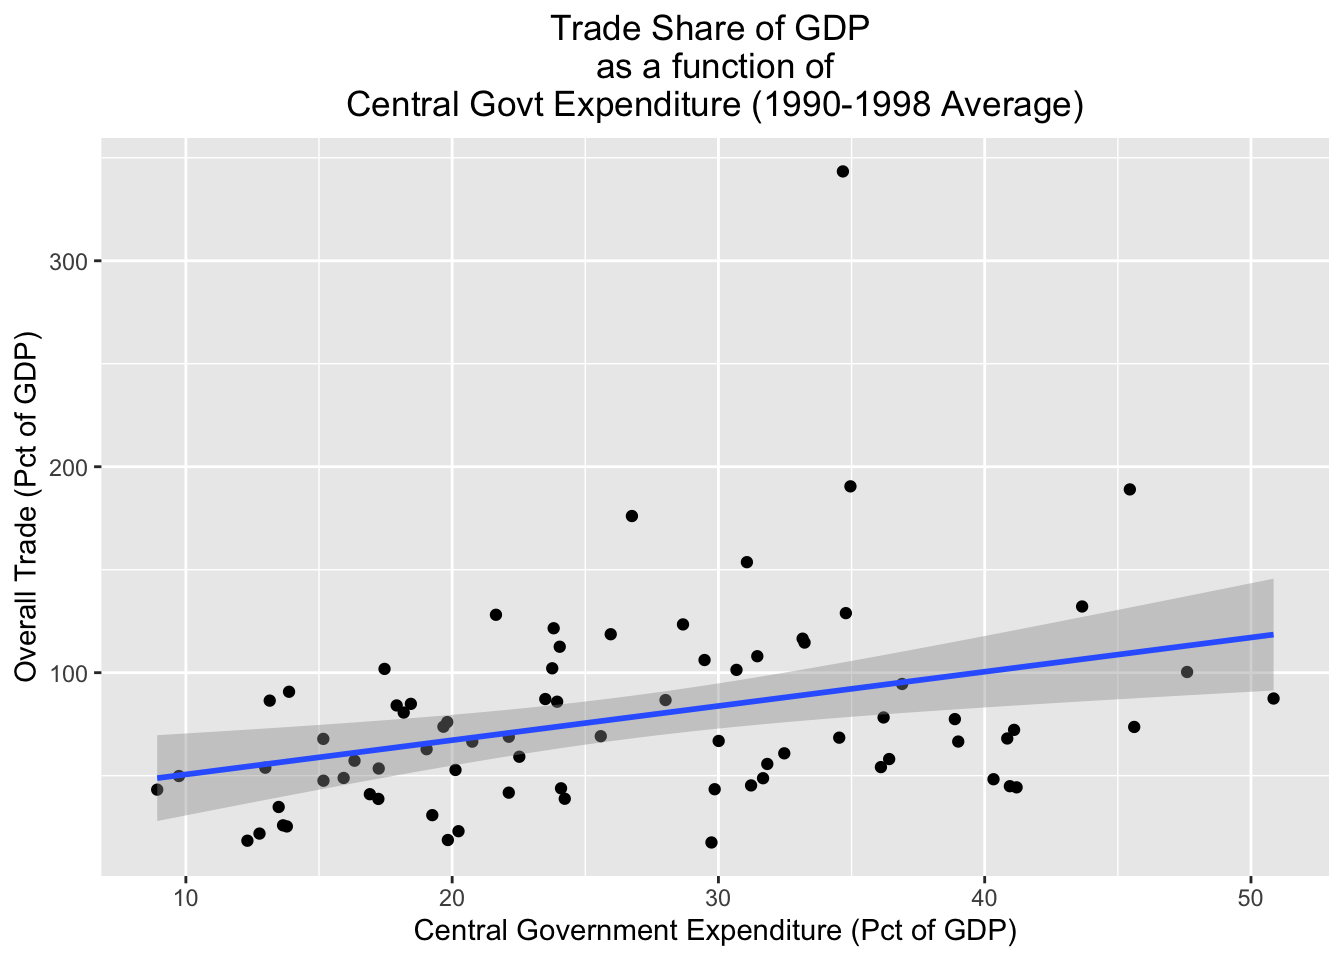 Trade Share of GDP
as a function of
Central Govt Expenditure (1990-1998 Average)
300
200
100
Overall Trade (Pct of GDP)
10 20 30 40 50
Central Government Expenditure (Pct of GDP)